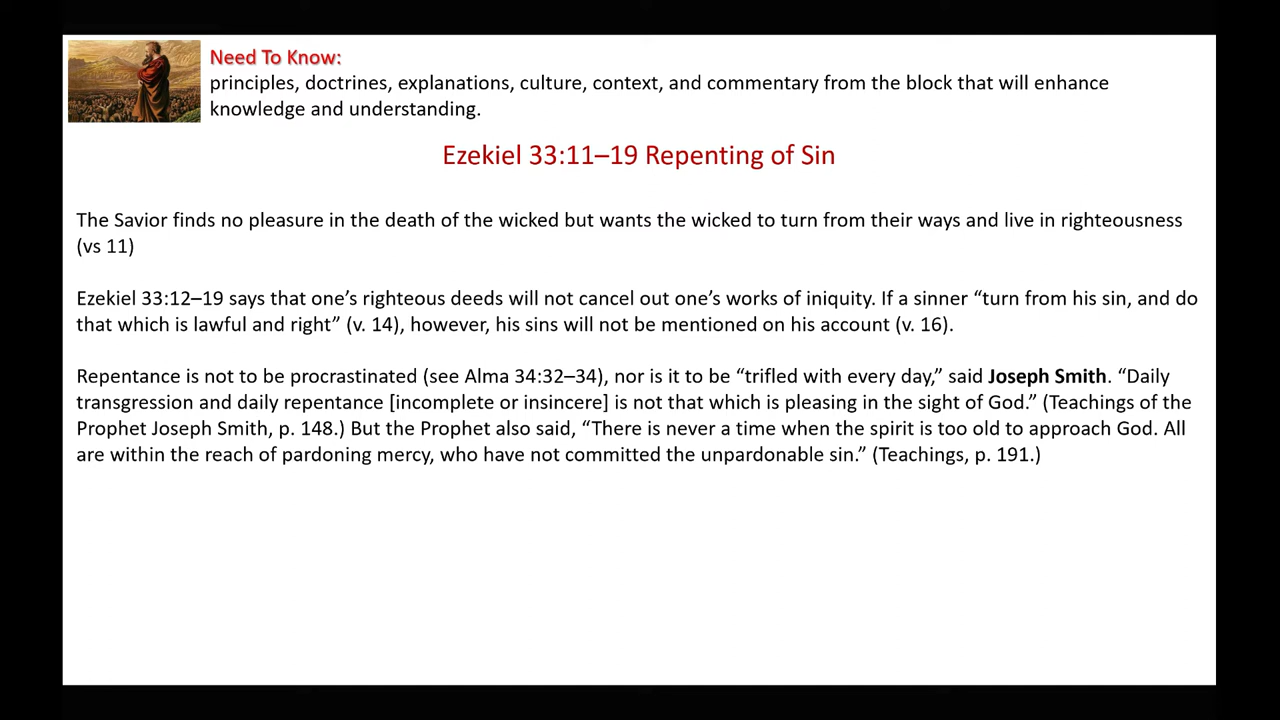 Need To Know:
principles, doctrines, explanations, culture, context, and commentary from the block that will enhance
knowledge and understanding.
Ezekiel 33:11–19 Repenting of Sin
The Savior finds no pleasure in the death of the wicked but wants the wicked to turn from their ways and live in righteousness
(vs 11)
Ezekiel 33:12–19 says that one’s righteous deeds will not cancel out one’s works of iniquity. If a sinner “turn from his sin, and do
that which is lawful and right” (v. 14), however, his sins will not be mentioned on his account (v. 16).
Repentance is not to be procrastinated (see Alma 34:32–34), nor is it to be “trifled with every day,” said Joseph Smith. “Daily
transgression and daily repentance [incomplete or insincere] is not that which is pleasing in the sight of God.” (Teachings of the
Prophet Joseph Smith, p. 148.) But the Prophet also said, “There is never a time when the spirit is too old to approach God. All
are within the reach of pardoning mercy, who have not committed the unpardonable sin.” (Teachings, p. 191.)